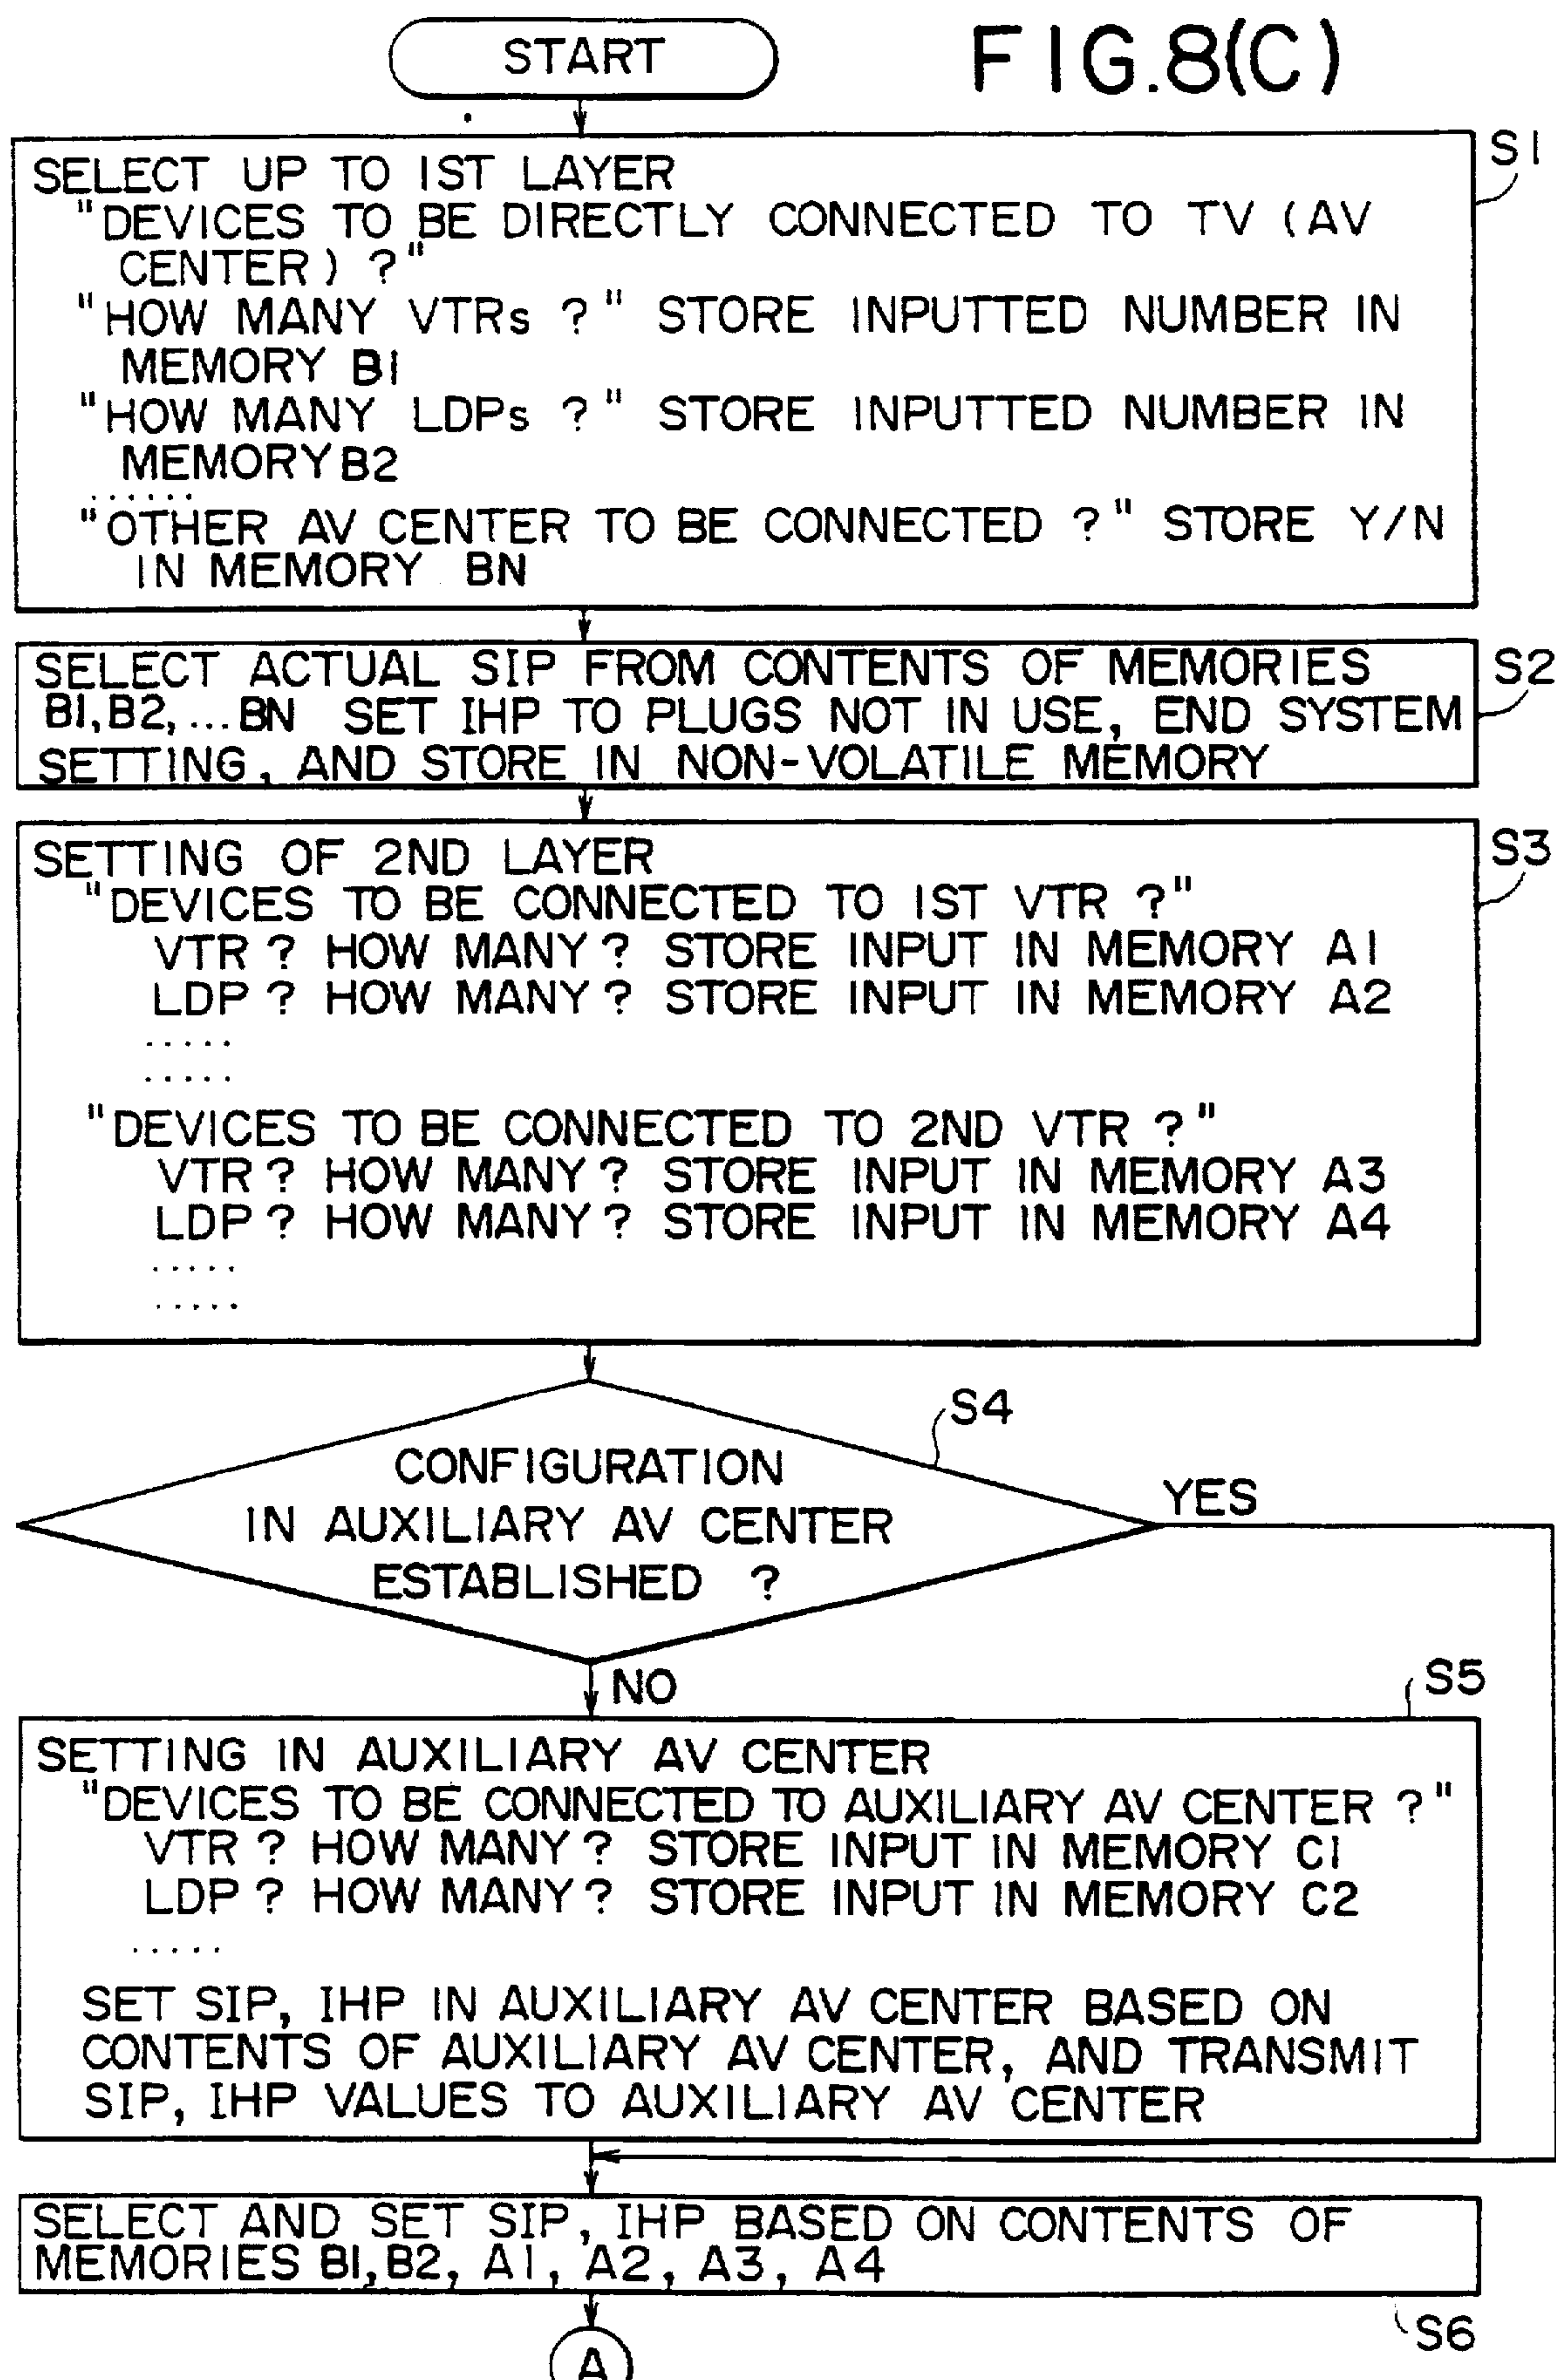 START
FIG.8(C)
S1
SELECT UP TO 1ST LAYER
"DEVICES TO BE DIRECTLY CONNECTED TO TV (AV
CENTER) ?"
"HOW MANY VTRs ?" STORE INPUTTED NUMBER IN
MEMORY B1
"HOW MANY LDPs ?" STORE INPUTTED NUMBER IN
MEMORY B2
......
"OTHER AV CENTER TO BE CONNECTED ?" STORE Y/N
IN MEMORY BN
S2
SELECT ACTUAL SIP FROM CONTENTS OF MEMORIES
B1,B2,...BN SET IHP TO PLUGS NOT IN USE, END SYSTEM
SETTING, AND STORE IN NON-VOLATILE MEMORY
S3
SETTING OF 2ND LAYER
"DEVICES TO BE CONNECTED TO 1ST VTR ?"
VTR ? HOW MANY ? STORE INPUT IN MEMORY A1
LDP ? HOW MANY ? STORE INPUT IN MEMORY A2
.....
.....
"DEVICES TO BE CONNECTED TO 2ND VTR ?"
VTR ? HOW MANY ? STORE INPUT IN MEMORY A3
LDP ? HOW MANY ? STORE INPUT IN MEMORY A4
.....
.....
S4
CONFIGURATION
IN AUXILIARY AV CENTER
ESTABLISHED ?
YES
NO
S5
SETTING IN AUXILIARY AV CENTER
"DEVICES TO BE CONNECTED TO AUXILIARY AV CENTER ?"
VTR ? HOW MANY ? STORE INPUT IN MEMORY C1
LDP ? HOW MANY ? STORE INPUT IN MEMORY C2
.....
SET SIP, IHP IN AUXILIARY AV CENTER BASED ON
CONTENTS OF AUXILIARY AV CENTER, AND TRANSMIT
SIP, IHP VALUES TO AUXILIARY AV CENTER
SELECT AND SET SIP, IHP BASED ON CONTENTS OF
MEMORIES B1,B2, A1, A2, A3, A4
S6
A